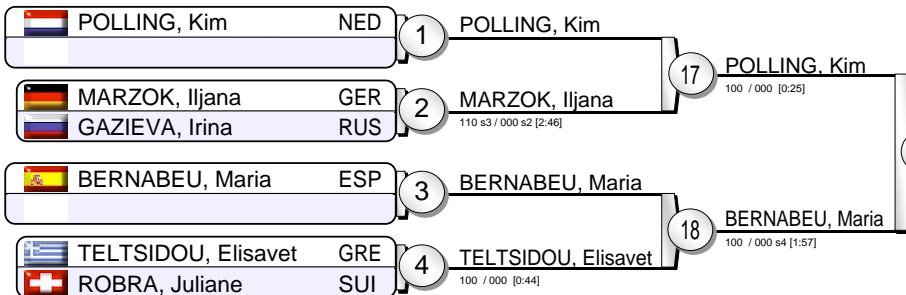 POLLING, Kim NED
1
POLLING, Kim
17
POLLING, Kim
100 / 000 [0:25]
MARZOK, Iljana GER
GAZIEVA, Irina RUS
2
MARZOK, Iljana
110 s3 / 000 s2 [2:46]
BERNABEU, Maria ESP
3
BERNABEU, Maria
18
BERNABEU, Maria
100 / 000 s4 [1:57]
TELTSIDOU, Elisavet GRE
ROBRA, Juliane SUI
4
TELTSIDOU, Elisavet
100 / 000 [0:44]